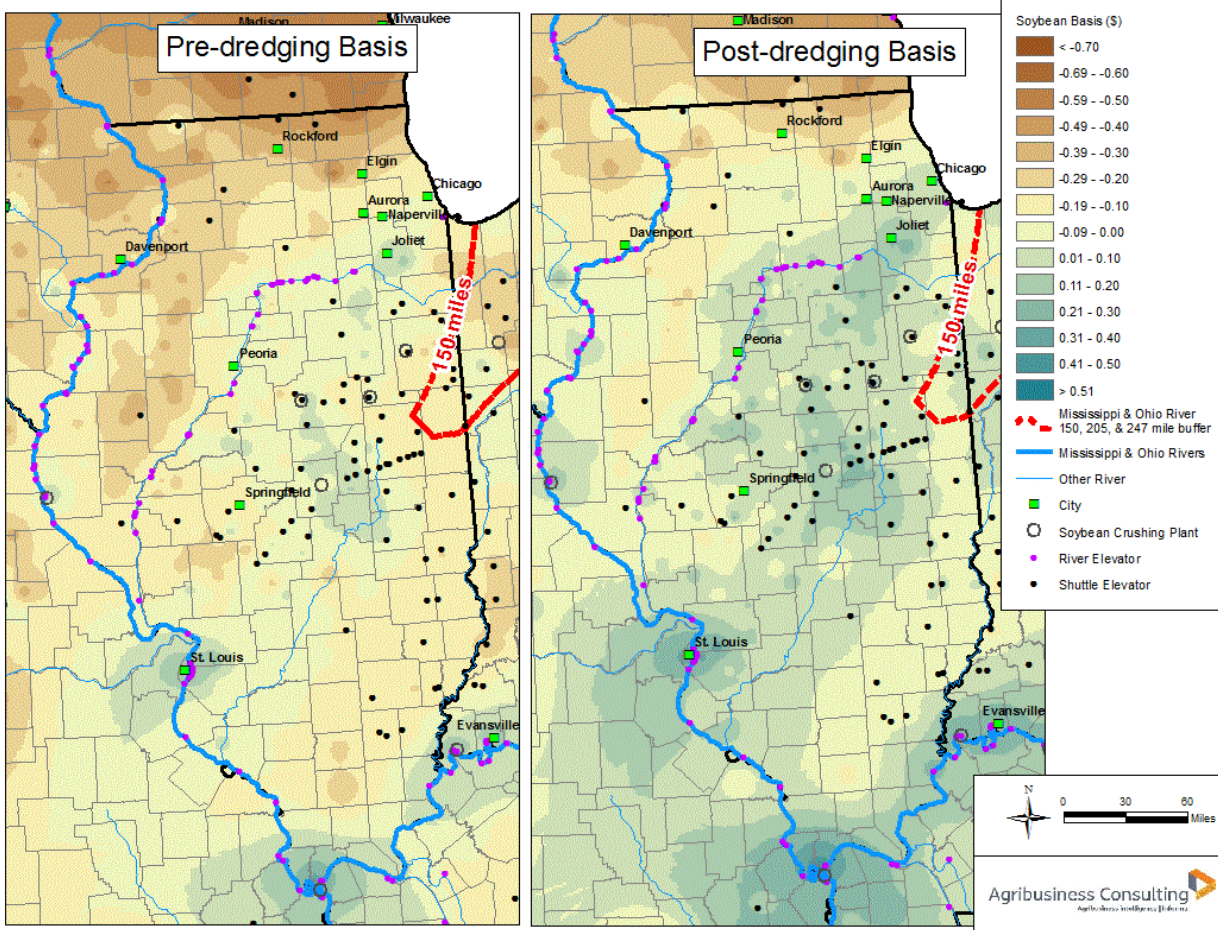 Madison
Milwaukee
Pre-dredging Basis
Rockford
Elgin
Chicago
Aurora
Naperville
Joliet
Davenport
150 miles
Peoria
Springfield
St. Louis
Evansville
Madison
Post-dredging Basis
Rockford
Elgin
Chicago
Aurora
Naperville
Joliet
Davenport
150 miles
Peoria
Springfield
St. Louis
Evansville
Soybean Basis ($)
< -0.70
-0.69 - -0.60
-0.59 - -0.50
-0.49 - -0.40
-0.39 - -0.30
-0.29 - -0.20
-0.19 - -0.10
-0.09 - 0.00
0.01 - 0.10
0.11 - 0.20
0.21 - 0.30
0.31 - 0.40
0.41 - 0.50
> 0.51
Mississippi & Ohio River
150, 205, & 247 mile buffer
Mississippi & Ohio Rivers
Other River
City
Soybean Crushing Plant
River Elevator
Shuttle Elevator
N
0 30 60
Miles
Agribusiness Consulting
Agribusiness Intelligence | Informa